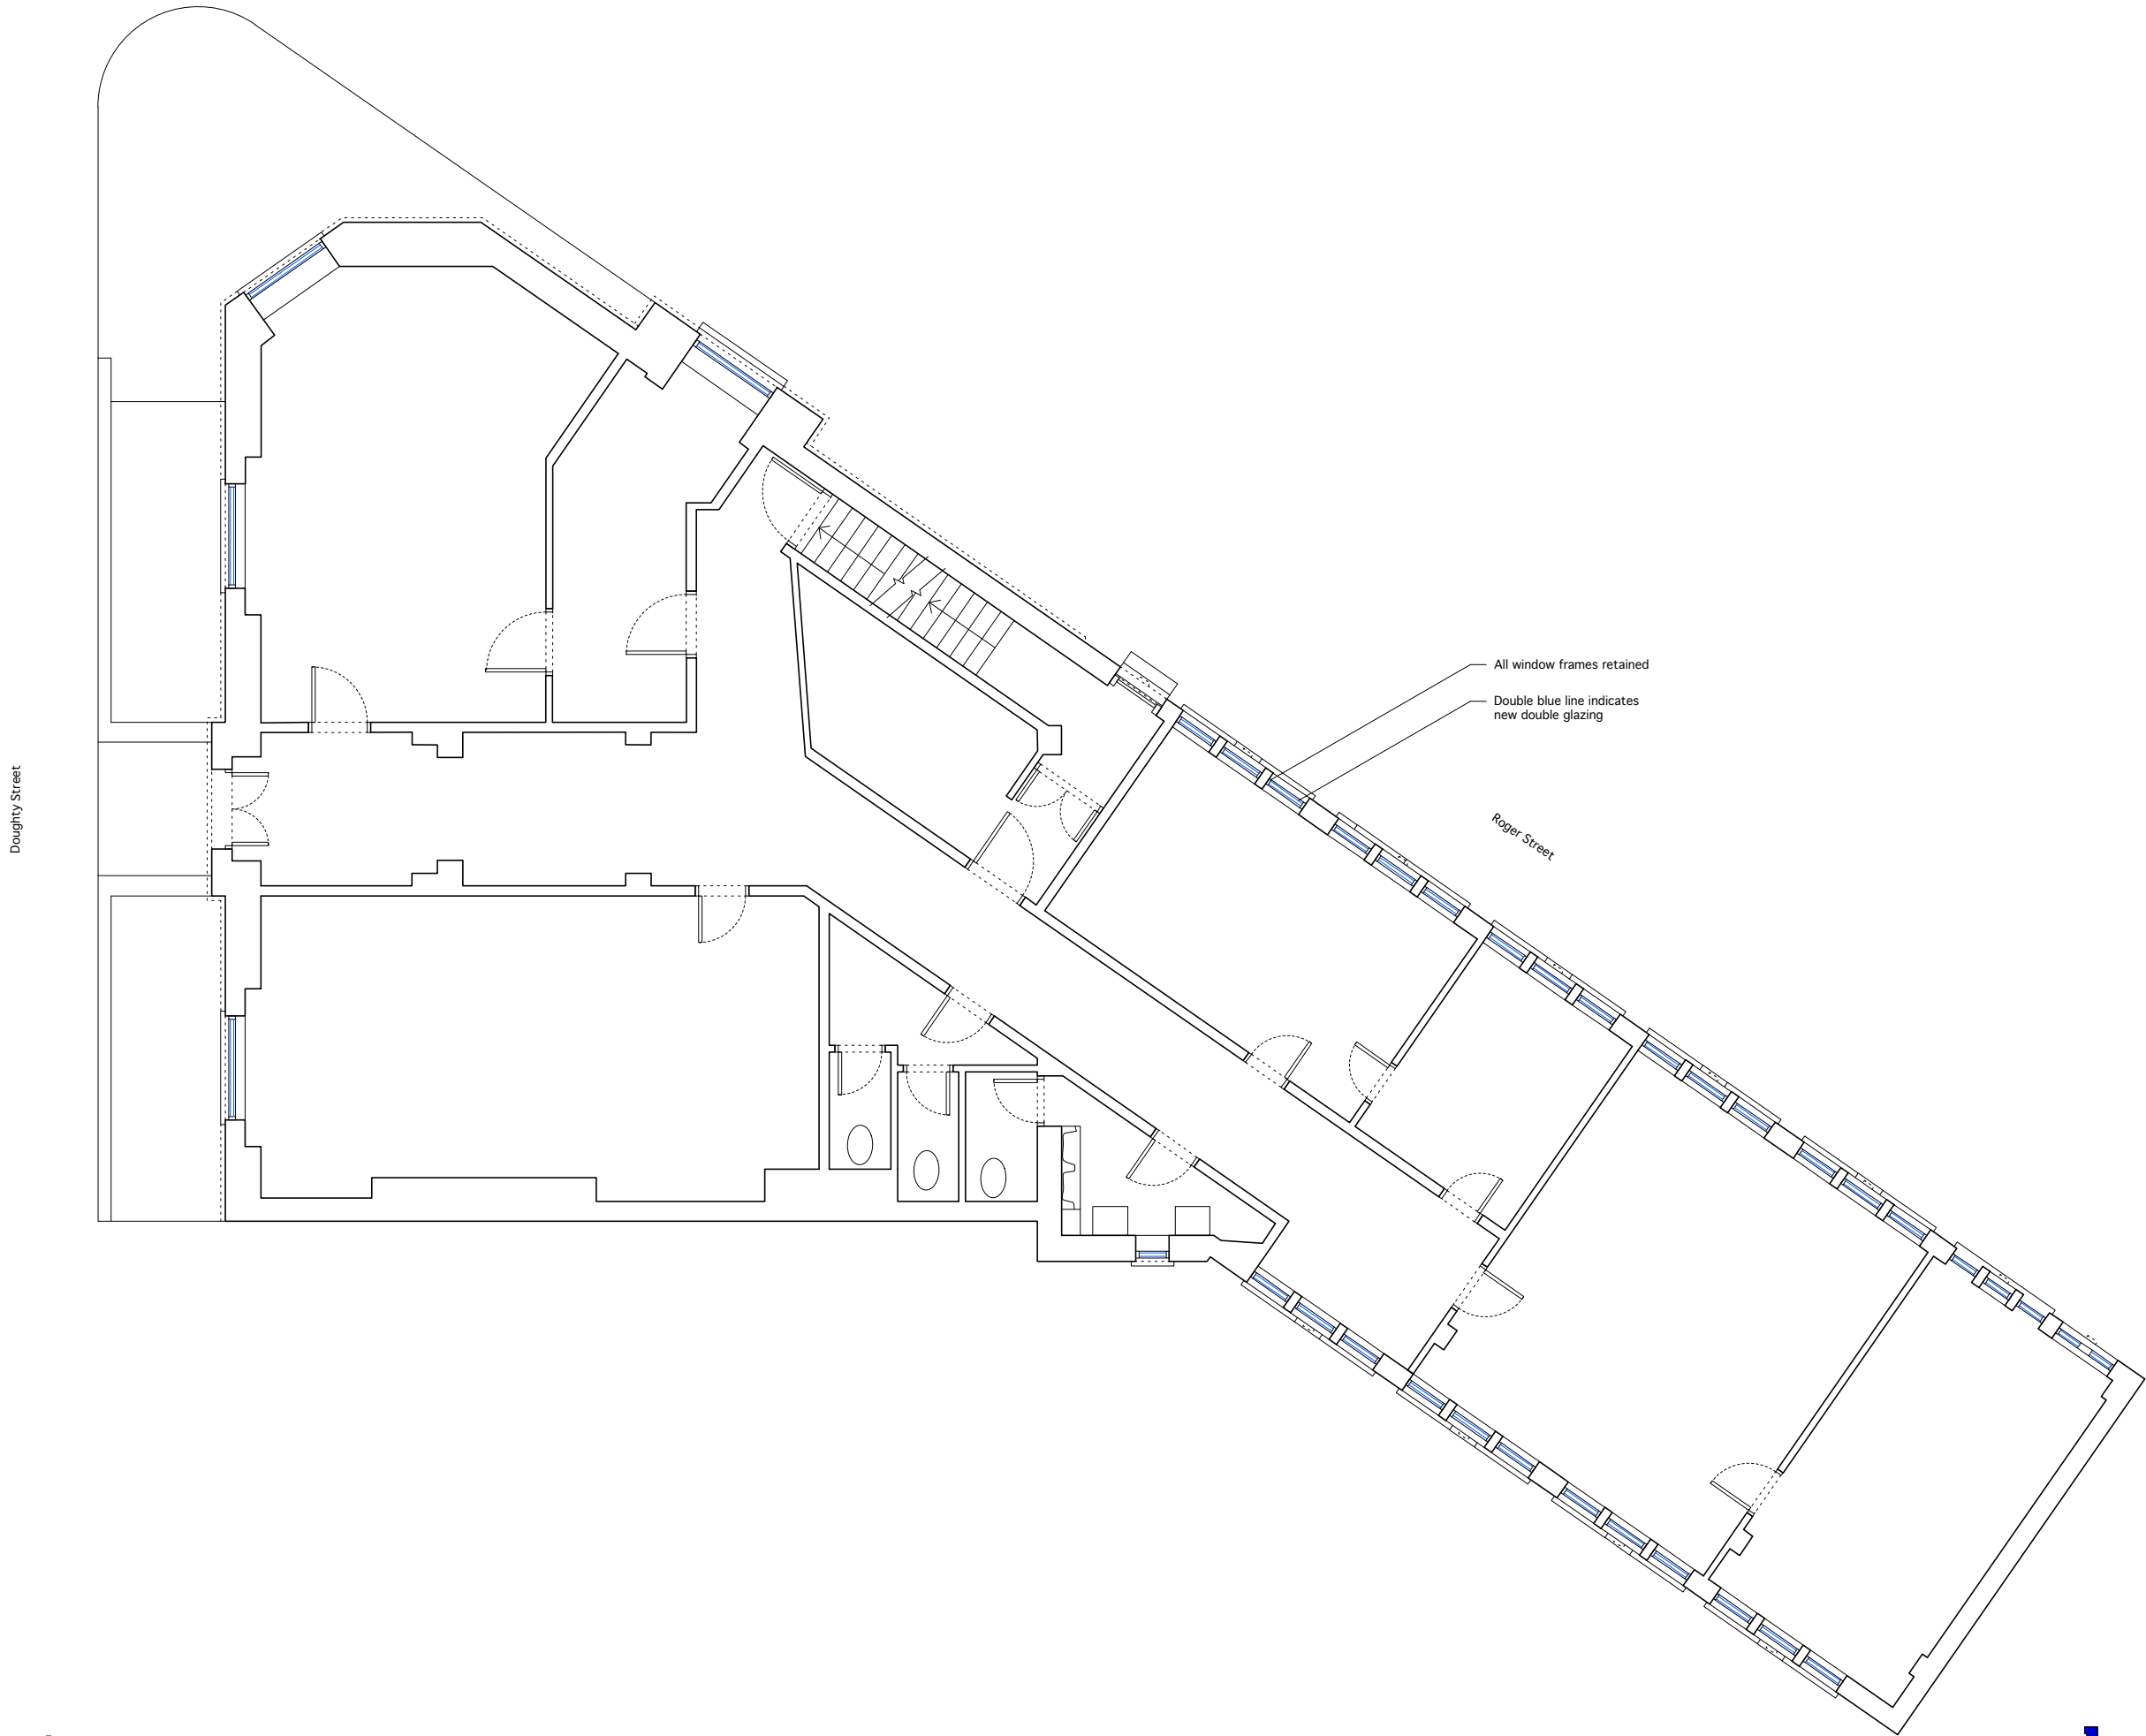 All window frames retained
Double blue line indicates
new double glazing
Roger Street
Doughty Street